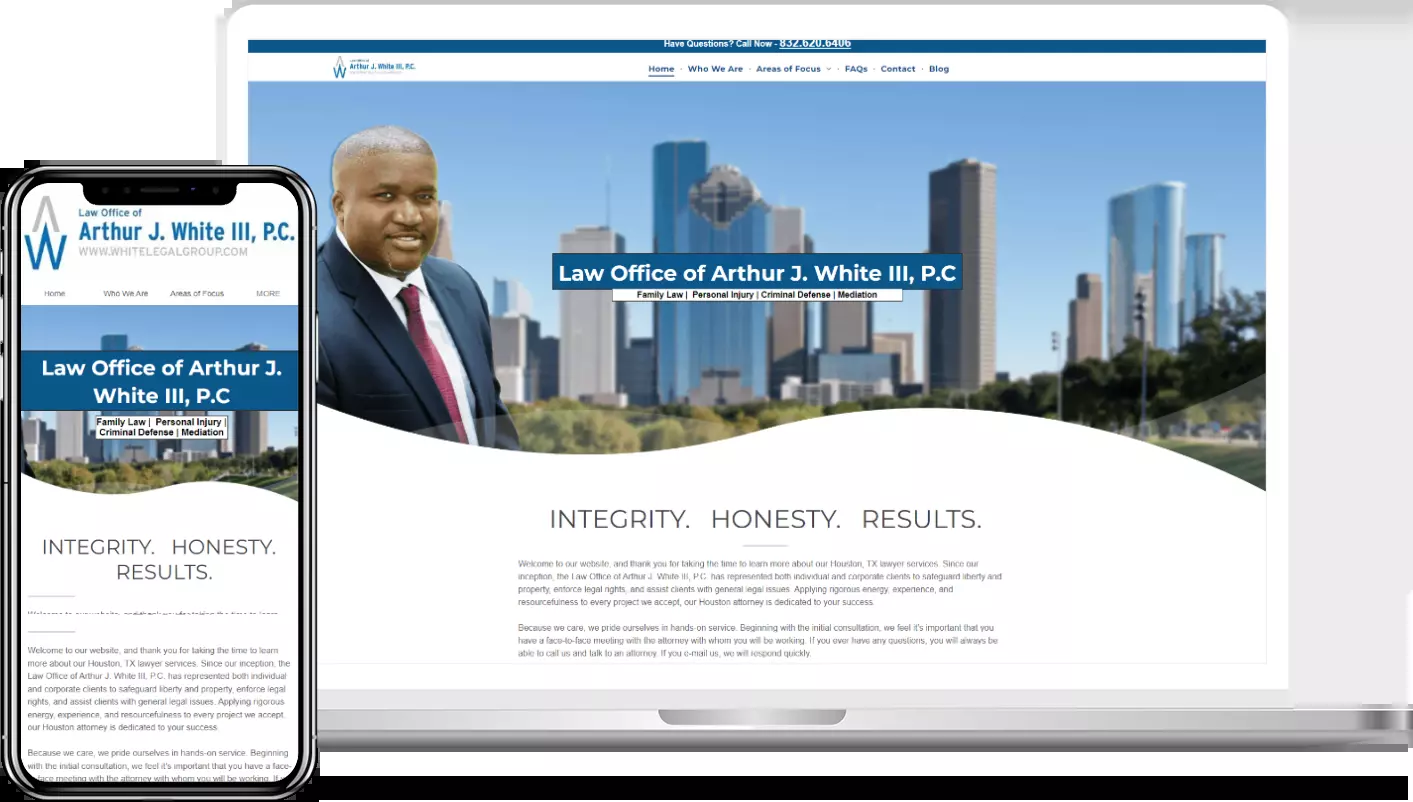 Have Questions? Call Now - 832.620.6406
Arthur J. White III, P.C.
Home · Who We Are · Areas of Focus · FAQs · Contact · Blog
Law Office of Arthur J. White III, P.C
Family Law | Personal Injury | Criminal Defense | Mediation
INTEGRITY. HONESTY. RESULTS.
Welcome to our website, and thank you for taking the time to learn more about our Houston, TX lawyer services. Since our
inception, the Law Office of Arthur J. White III, P.C. has represented both individual and corporate clients to safeguard liberty and
property, enforce legal rights, and assist clients with general legal issues. Applying rigorous energy, experience, and
resourcefulness to every project we accept, our Houston attorney is dedicated to your success.
Because we care, we pride ourselves in hands-on service. Beginning with the initial consultation, we feel it's important that you
have a face-to-face meeting with the attorney with whom you will be working. If you ever have any questions, you will always be
able to call us and talk to an attorney. If you e-mail us, we will respond quickly.
Law Office of
Arthur J. White III, P.C.
WWW.WHITELEGALGROUP.COM
Home Who We Are Areas of Focus MORE
Law Office of Arthur J.
White III, P.C
Family Law | Personal Injury |
Criminal Defense | Mediation
INTEGRITY. HONESTY.
RESULTS.
Welcome to our website, and thank you for taking the time to learn
Welcome to our website, and thank you for taking the time to learn
more about our Houston, TX lawyer services. Since our inception, the
Law Office of Arthur J. White III, P.C. has represented both individual
and corporate clients to safeguard liberty and property, enforce legal
rights, and assist clients with general legal issues. Applying rigorous
energy, experience, and resourcefulness to every project we accept,
our Houston attorney is dedicated to your success.
Because we care, we pride ourselves in hands-on service. Beginning
with the initial consultation, we feel it's important that you have a face-
to-face meeting with the attorney with whom you will be working. If